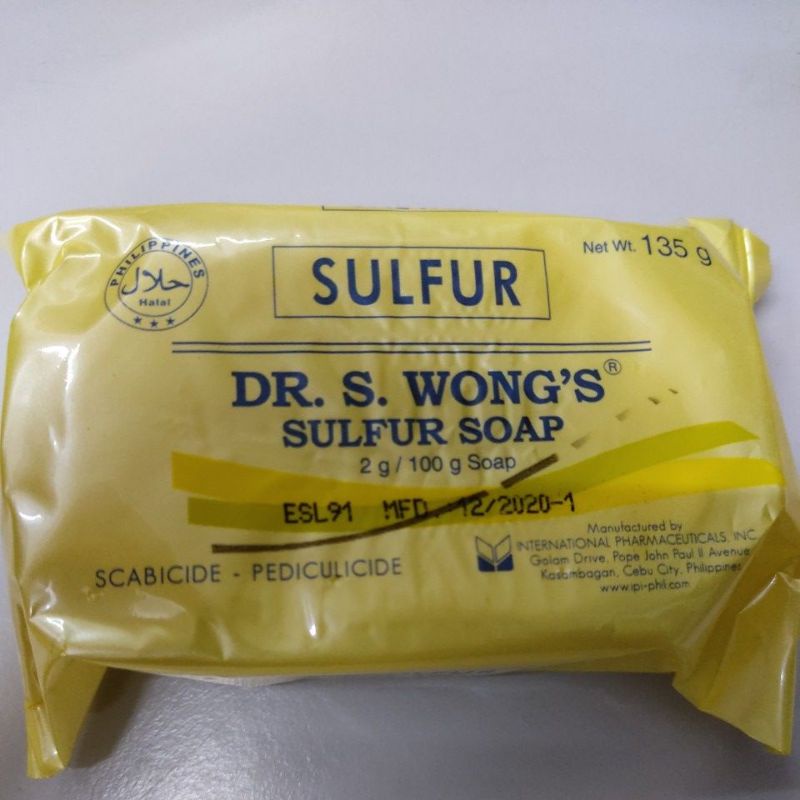 PHILIPPINES
حلال
Halal
SULFUR
Net Wt. 135 g
DR. S. WONG'S®
SULFUR SOAP
2 g / 100 g Soap
ESL91 MFD. 12/2020-1
SCABICIDE - PEDICULICIDE
Manufactured by
INTERNATIONAL PHARMACEUTICALS, INC.
Golam Drive, Pope John Paul II Avenue
Kasambagan, Cebu City, Philippines
www.ipi-phil.com